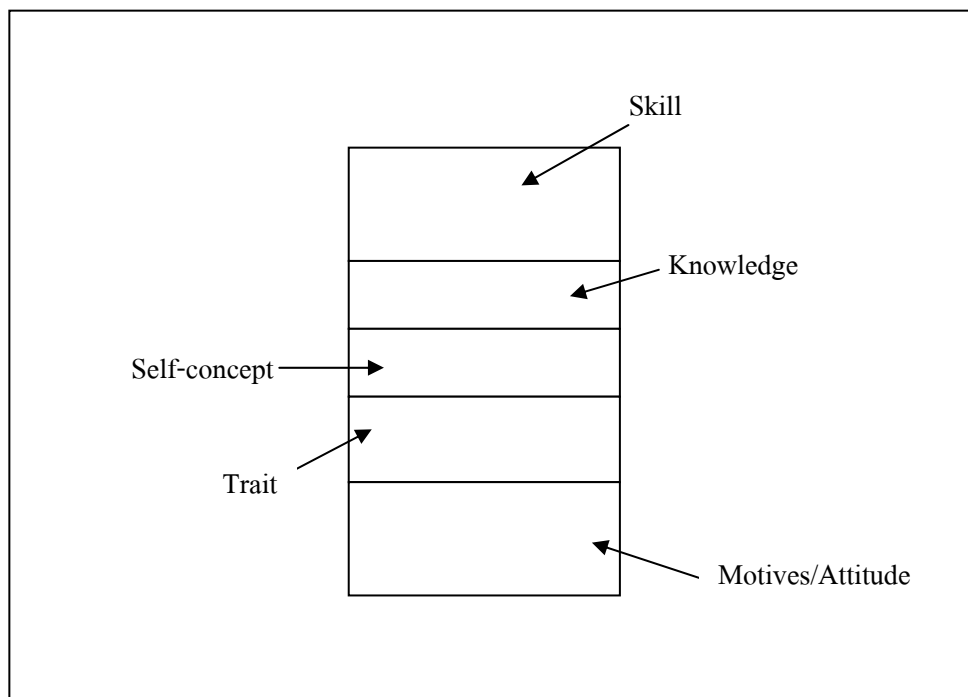 Skill
Knowledge
Self-concept
Trait
Motives/Attitude